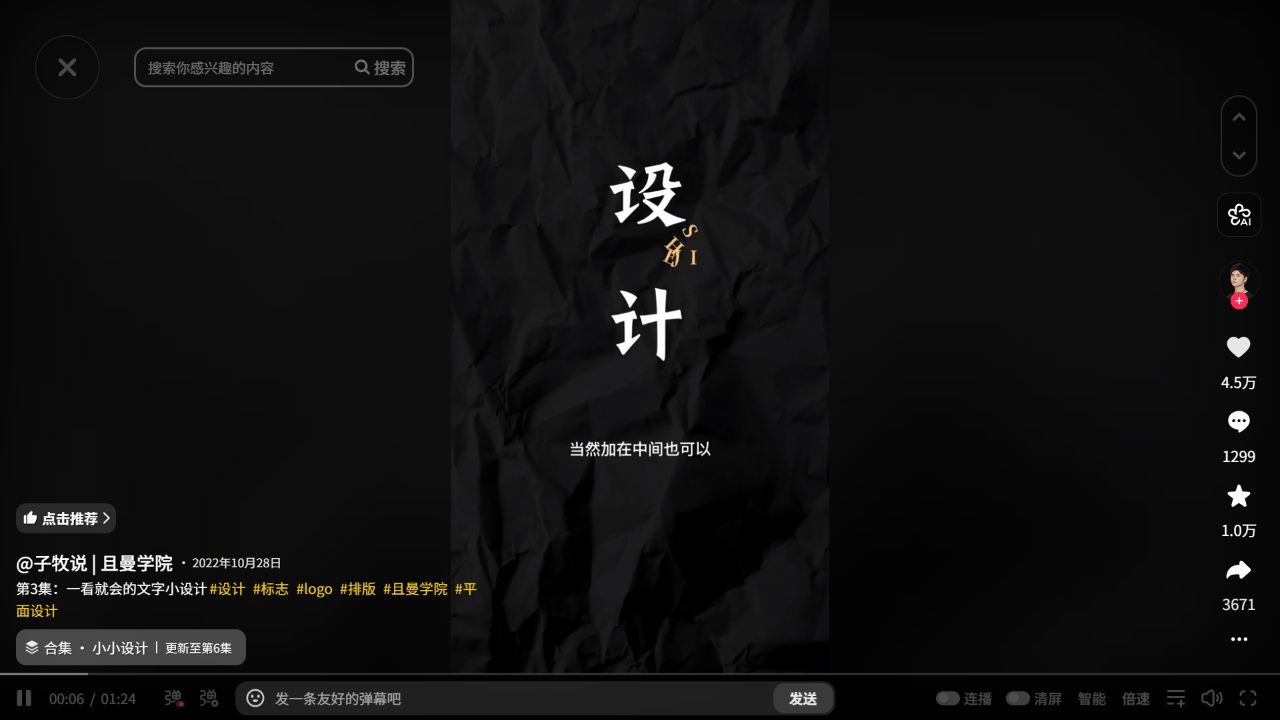 搜索你感兴趣的内容
搜索
设
S
I
计
当然加在中间也可以
AI
4.5万
1299
1.0万
3671
点击推荐
@子牧说 | 且曼学院 · 2022年10月28日
第3集：一看就会的文字小设计 #设计 #标志 #logo #排版 #且曼学院 #平
面设计
合集 · 小小设计 | 更新至第6集
00:06 / 01:24
弹
弹
发一条友好的弹幕吧
发送
连播
清屏
智能
倍速